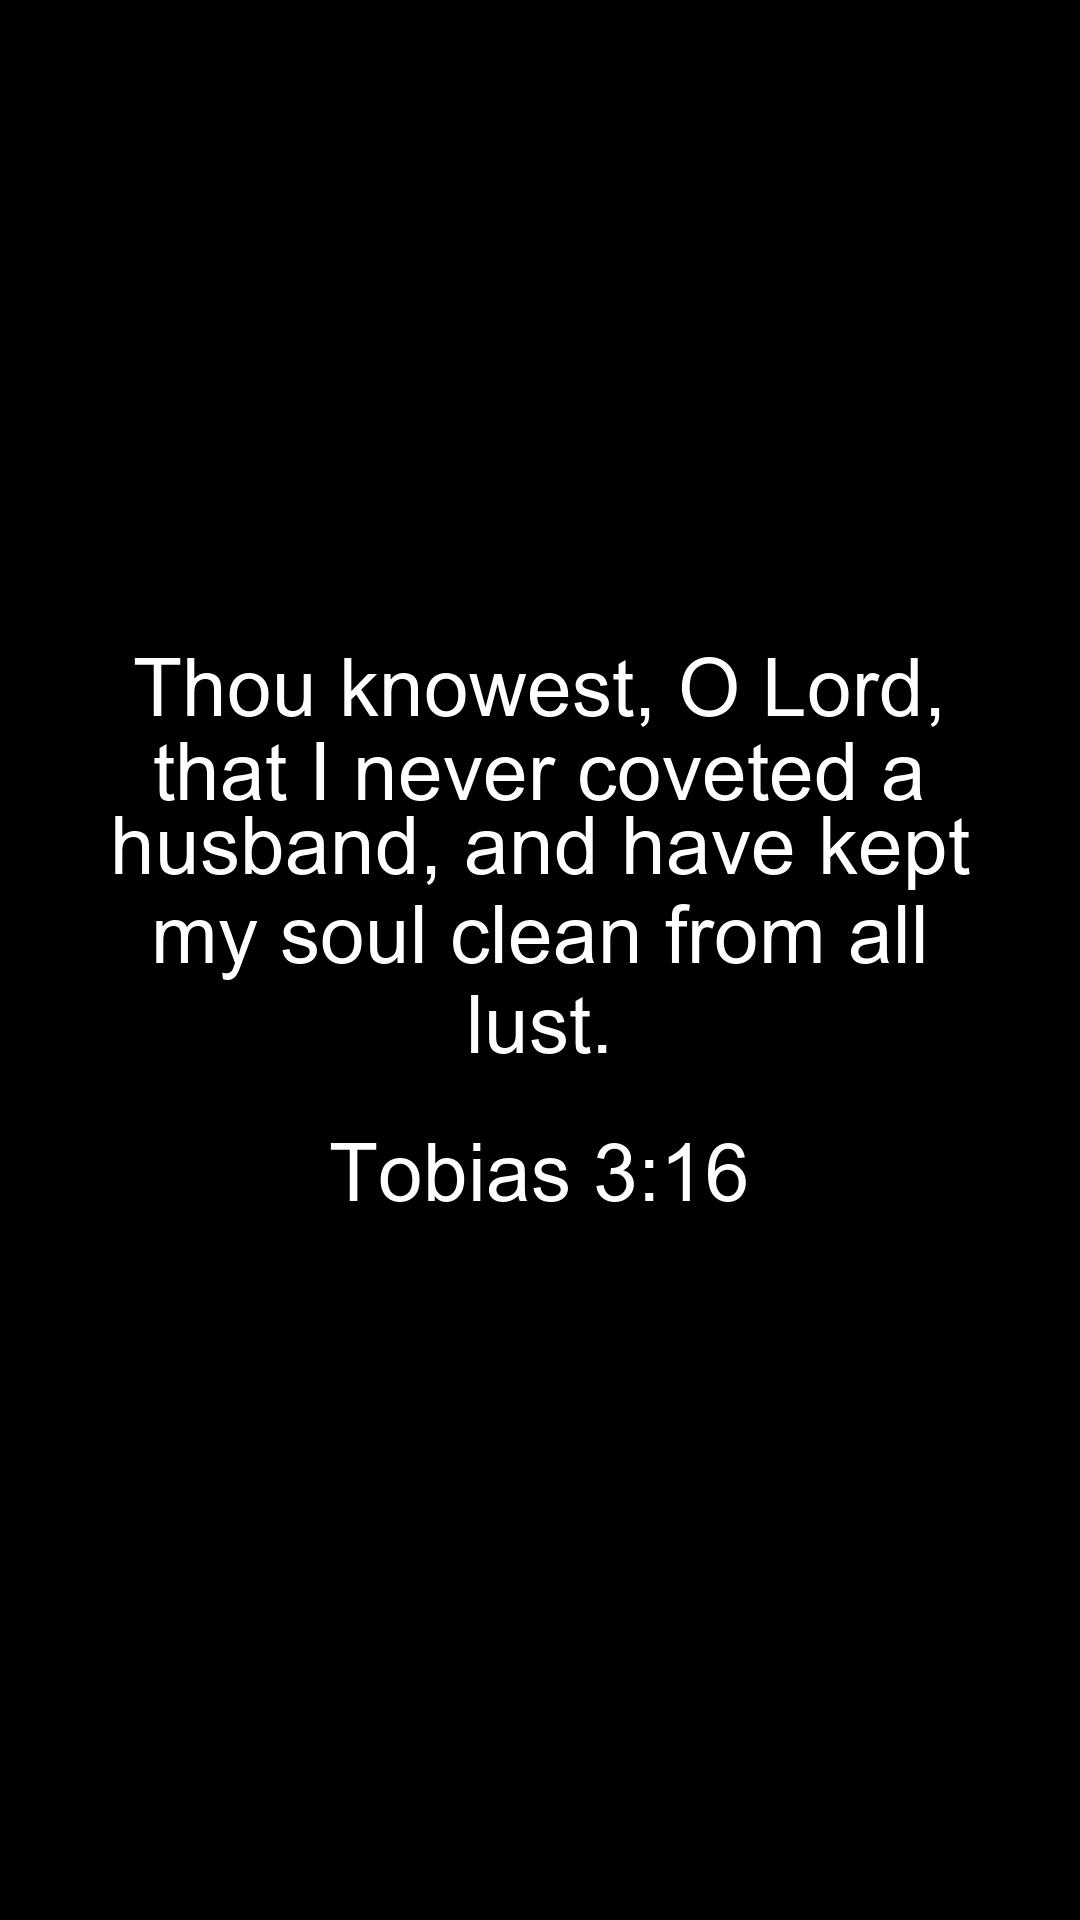 Thou knowest, O Lord,
that I never coveted a
husband, and have kept
my soul clean from all
lust.
Tobias 3:16